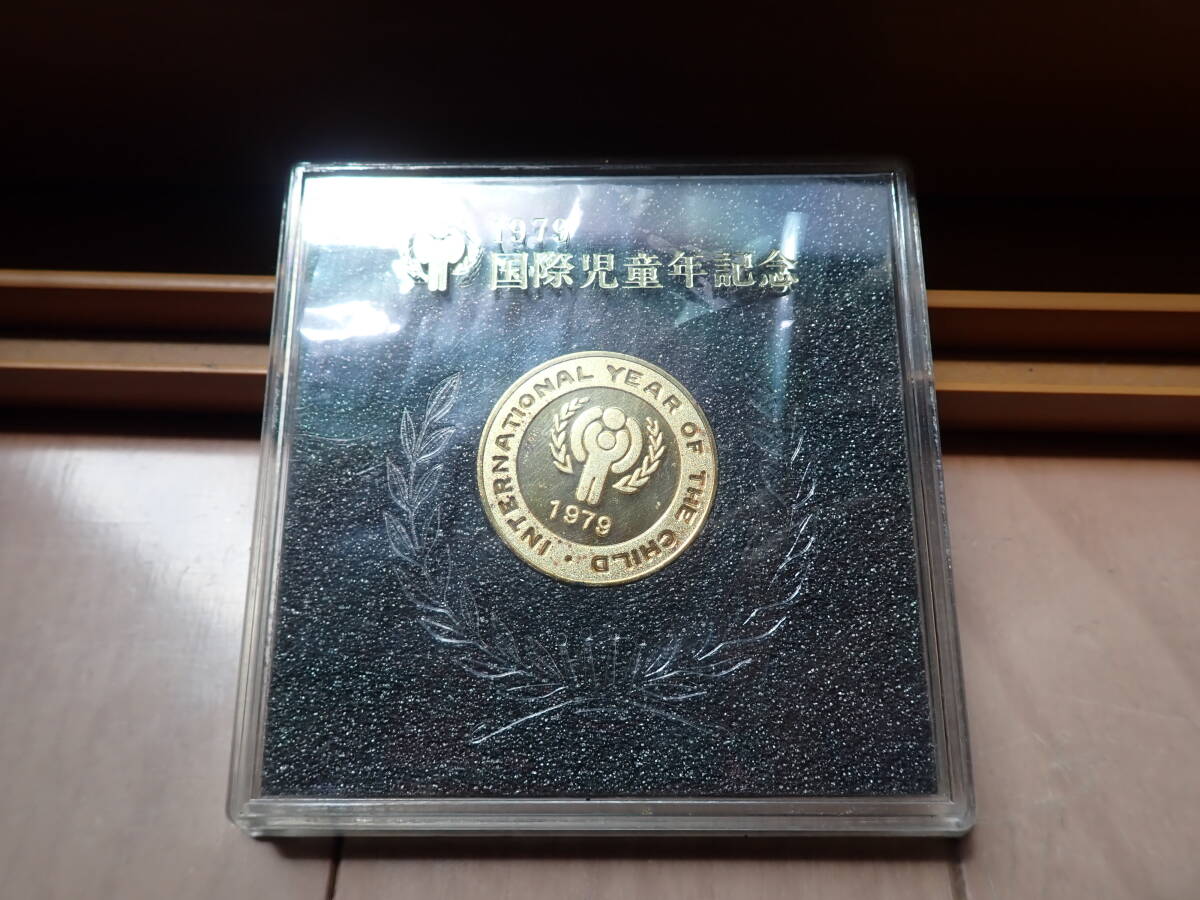 1979
国際児童年記念
INTERNATIONAL YEAR OF THE CHILD •
1979